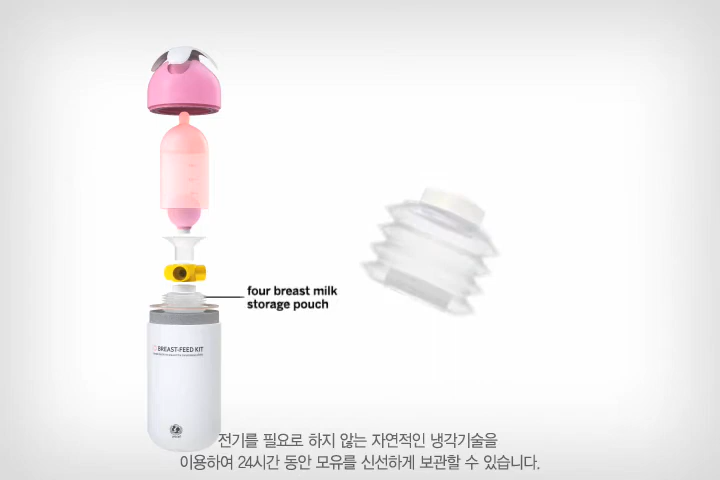 four breast milk
storage pouch
BREAST-FEED KIT
전기를 필요로 하지 않는 자연적인 냉각기술을
이용하여 24시간 동안 모유를 신선하게 보관할 수 있습니다.